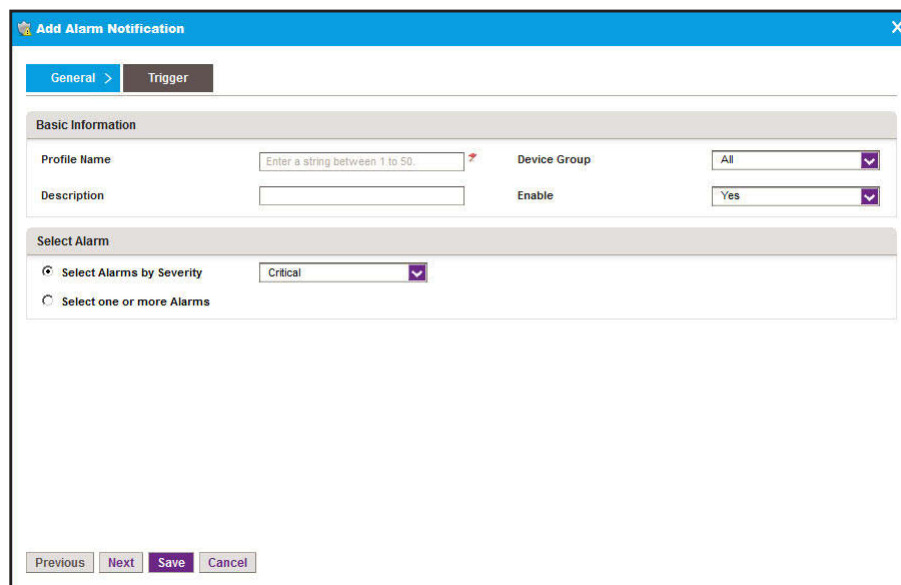 Add Alarm Notification
General > Trigger
Basic Information
Profile Name Enter a string between 1 to 50. * Device Group All
Description Enable Yes
Select Alarm
Select Alarms by Severity Critical
Select one or more Alarms
Previous Next Save Cancel